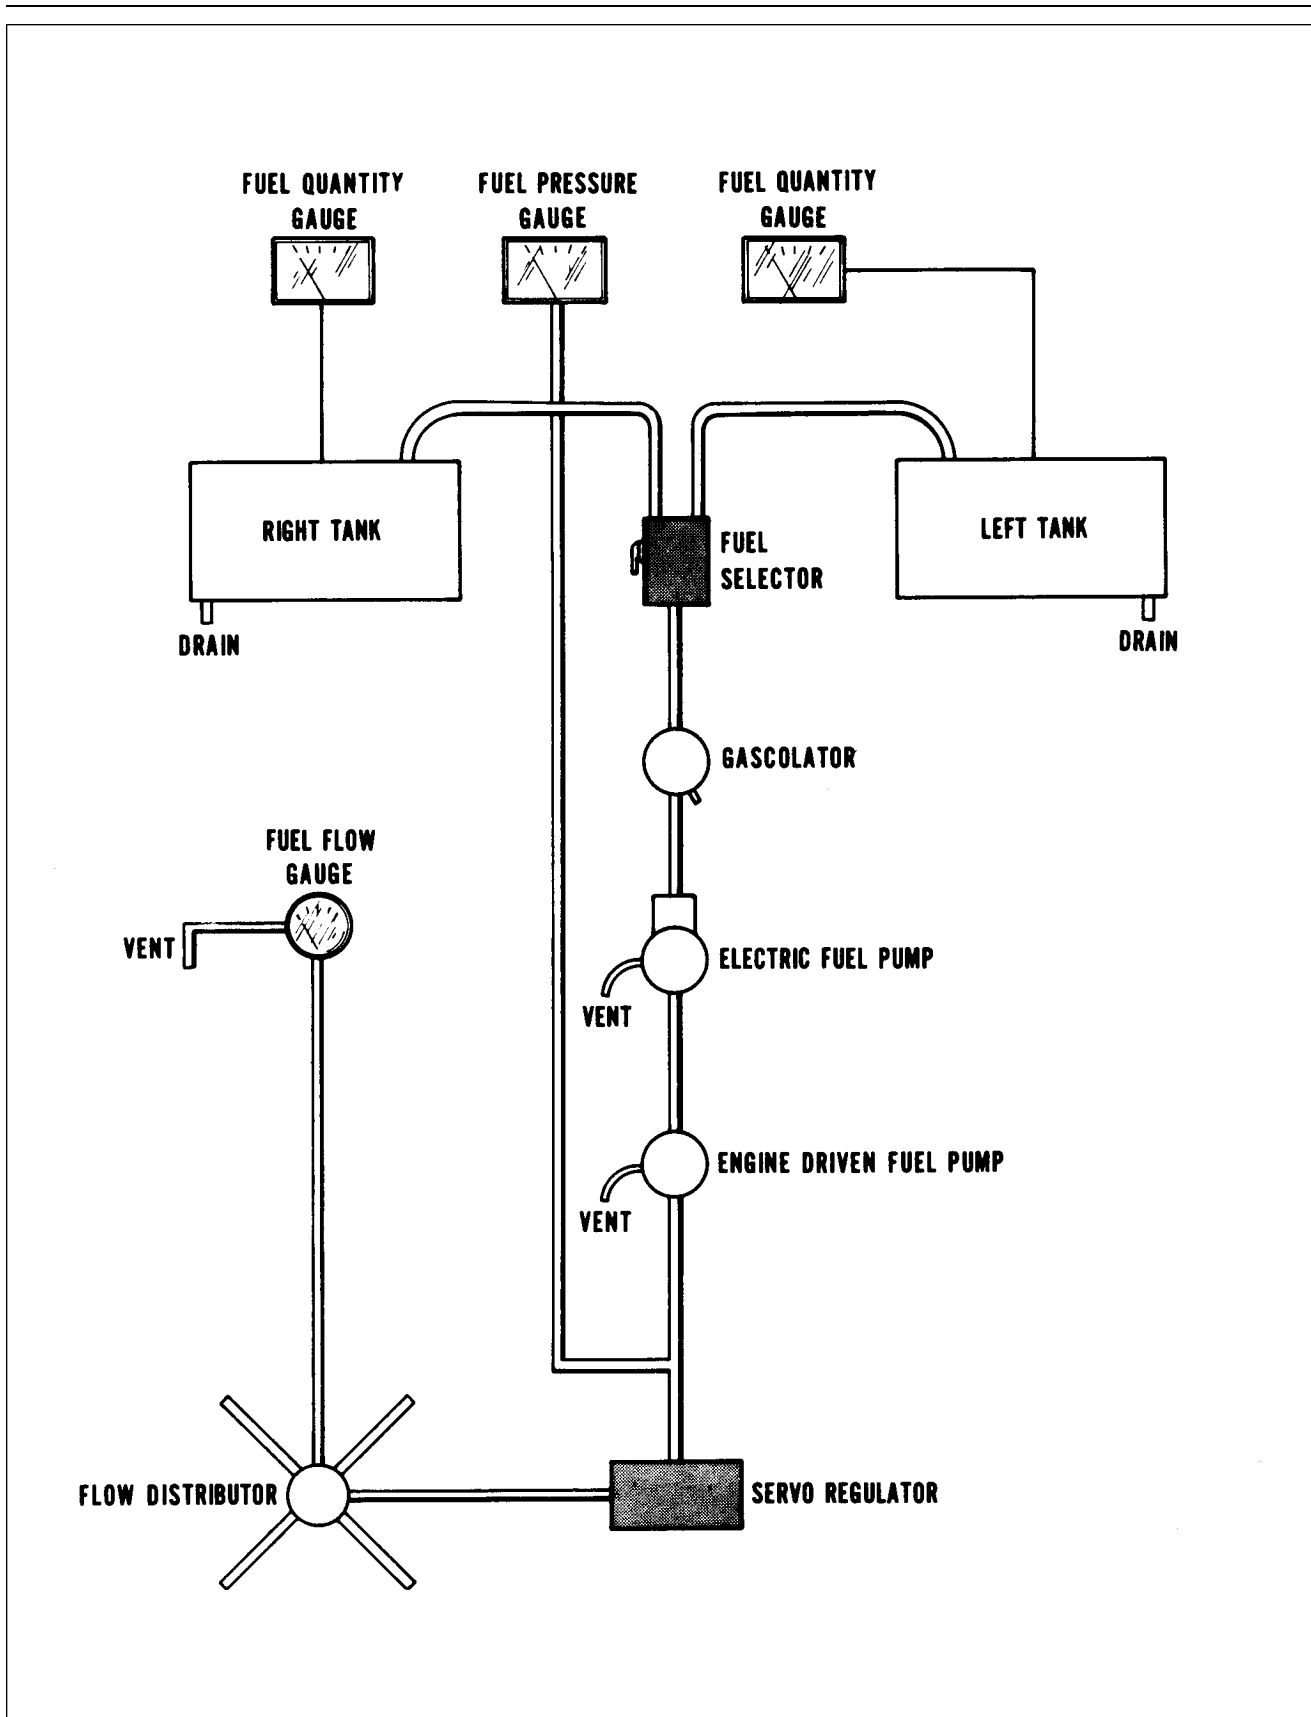 FUEL QUANTITY
GAUGE
FUEL PRESSURE
GAUGE
FUEL QUANTITY
GAUGE
RIGHT TANK
LEFT TANK
FUEL
SELECTOR
DRAIN
DRAIN
GASCOLATOR
FUEL FLOW
GAUGE
VENT
ELECTRIC FUEL PUMP
VENT
ENGINE DRIVEN FUEL PUMP
VENT
FLOW DISTRIBUTOR
SERVO REGULATOR